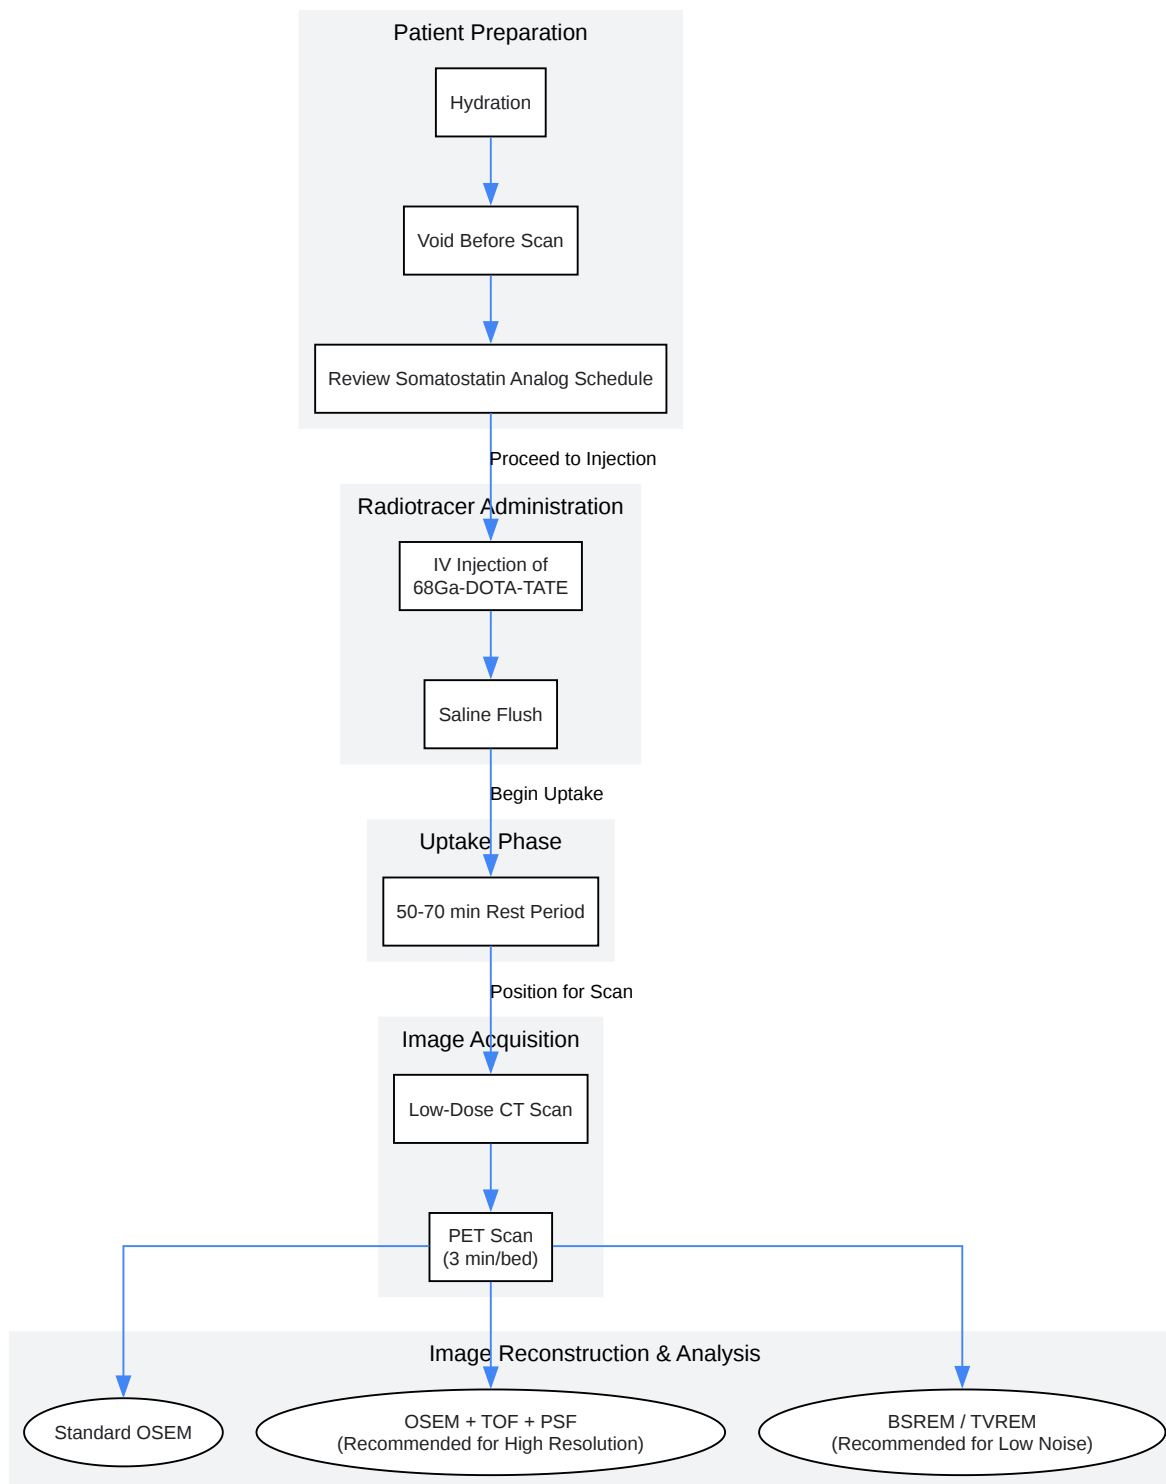 Patient Preparation
Hydration
Void Before Scan
Review Somatostatin Analog Schedule
Proceed to Injection
Radiotracer Administration
IV Injection of
68Ga-DOTA-TATE
Saline Flush
Begin Uptake
Uptake Phase
50-70 min Rest Period
Position for Scan
Image Acquisition
Low-Dose CT Scan
PET Scan
(3 min/bed)
Image Reconstruction & Analysis
Standard OSEM
OSEM + TOF + PSF
(Recommended for High Resolution)
BSREM / TVREM
(Recommended for Low Noise)